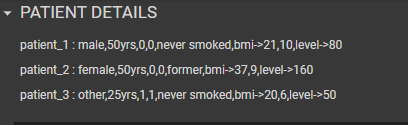 PATIENT DETAILS
patient_1 : male,50yrs,0,0,never smoked,bmi->21,10,level->80
patient_2 : female,50yrs,0,0,former,bmi->37,9,level->160
patient_3 : other,25yrs,1,1,never smoked,bmi->20,6,level->50